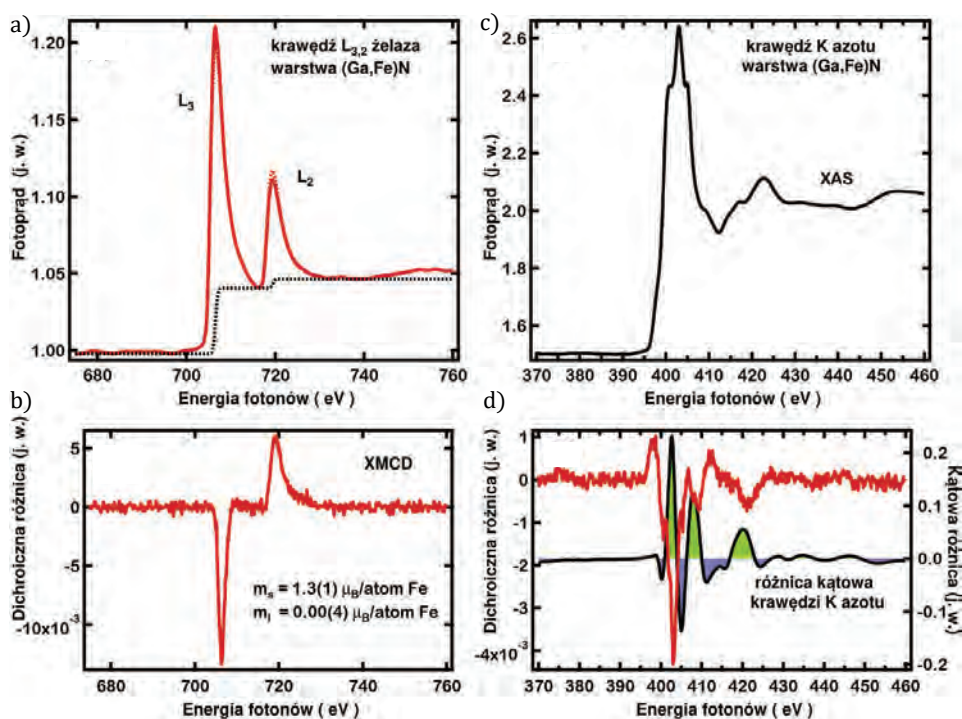 a)
krawędź L3,2 żelaza
warstwa (Ga,Fe)N
L3
L2
Fotoprąd (j. w.)
1.20
1.15
1.10
1.05
1.00
680 700 720 740 760
Energia fotonów ( eV )
c)
krawędź K azotu
warstwa (Ga,Fe)N
XAS
Fotoprąd (j. w.)
2.6
2.4
2.2
2.0
1.8
1.6
370 380 390 400 410 420 430 440 450 460
Energia fotonów ( eV )
b)
XMCD
ms = 1.3(1) μB/atom Fe
ml = 0.00(4) μB/atom Fe
Dichroiczna różnica (j. w.)
5
0
-5
-10x10-3
680 700 720 740 760
Energia fotonów ( eV )
d)
różnica kątowa
krawędzi K azotu
Dichroiczna różnica (j. w.)
1
0
-1
-2
-3
-4x10-3
Kątowa różnica (j. w.)
0.2
0.1
0.0
-0.1
-0.2
370 380 390 400 410 420 430 440 450 460
Energia fotonów ( eV )